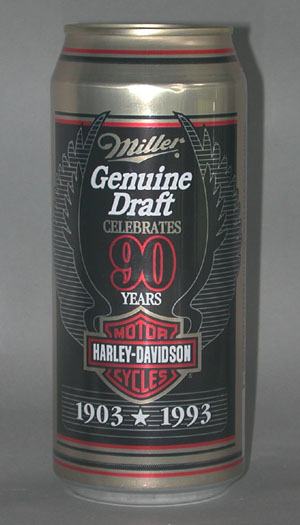 Miller
Genuine
Draft
CELEBRATES
90
YEARS
MOTOR
HARLEY-DAVIDSON
CYCLES
1903 ★ 1993